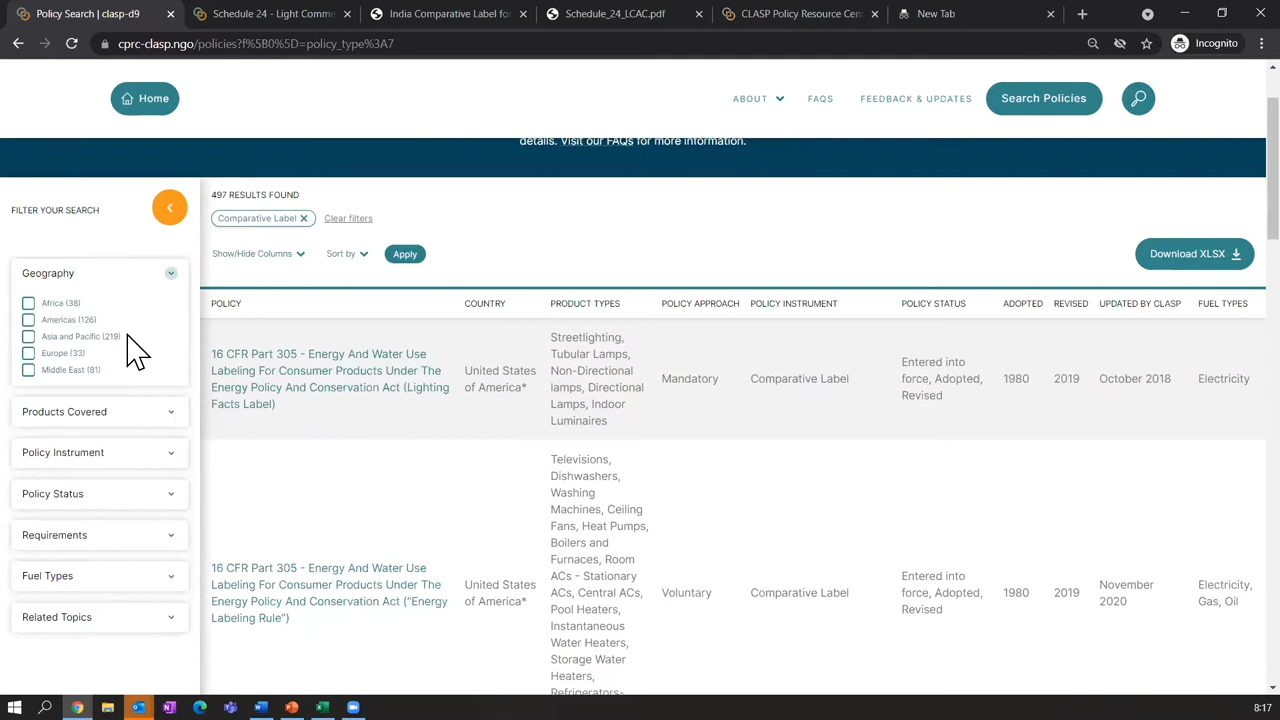 Search | clasp-d9
Schedule 24 - Light Comme
India Comparative Label for
Schedule_24_LCAC.pdf
CLASP Policy Resource Cen
New Tab
cprc-clasp.ngo/policies?f%5B0%5D=policy_type%3A7
Incognito
Home
ABOUT
FAQS
FEEDBACK & UPDATES
Search Policies
details. Visit our FAQs for more information.
FILTER YOUR SEARCH
Geography
Africa (38)
Americas (126)
Asia and Pacific (219)
Europe (33)
Middle East (81)
Products Covered
Policy Instrument
Policy Status
Requirements
Fuel Types
Related Topics
497 RESULTS FOUND
Comparative Label
Clear filters
Show/Hide Columns
Sort by
Apply
Download XLSX
POLICY COUNTRY PRODUCT TYPES POLICY APPROACH POLICY INSTRUMENT POLICY STATUS ADOPTED REVISED UPDATED BY CLASP FUEL TYPES
16 CFR Part 305 - Energy And Water Use
Labeling For Consumer Products Under The
Energy Policy And Conservation Act (Lighting
Facts Label)
United States
of America*
Streetlighting,
Tubular Lamps,
Non-Directional
lamps, Directional
Lamps, Indoor
Luminaires
Mandatory
Comparative Label
Entered into
force, Adopted,
Revised
1980
2019
October 2018
Electricity
16 CFR Part 305 - Energy And Water Use
Labeling For Consumer Products Under The
Energy Policy And Conservation Act ("Energy
Labeling Rule")
United States
of America*
Televisions,
Dishwashers,
Washing
Machines, Ceiling
Fans, Heat Pumps,
Boilers and
Furnaces, Room
ACs - Stationary
ACs, Central ACs,
Pool Heaters,
Instantaneous
Water Heaters,
Storage Water
Heaters,
Refrigerators-
Voluntary
Comparative Label
Entered into
force, Adopted,
Revised
1980
2019
November
2020
Electricity,
Gas, Oil
8:17